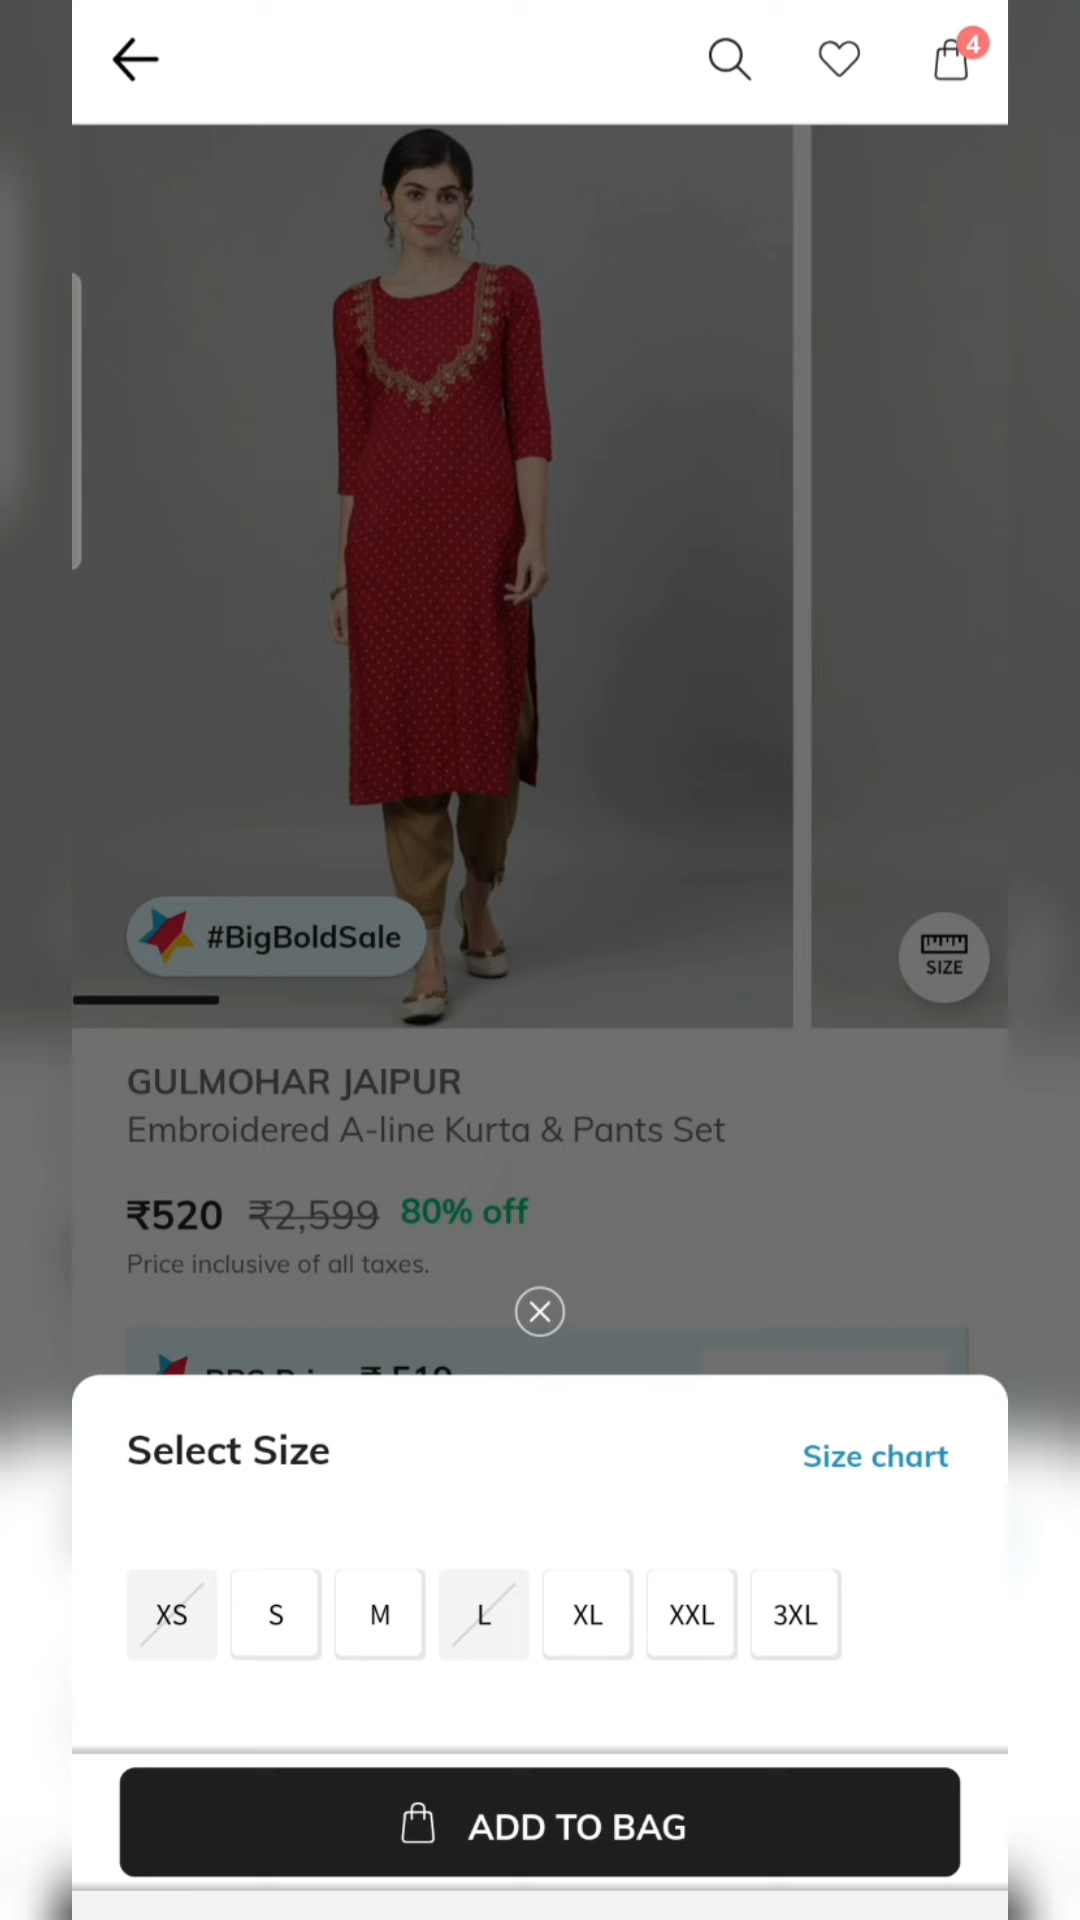 4
#BigBoldSale
SIZE
GULMOHAR JAIPUR
Embroidered A-line Kurta & Pants Set
₹520 ₹2,599 80% off
Price inclusive of all taxes.
Select Size
Size chart
XS S M L XL XXL 3XL
ADD TO BAG